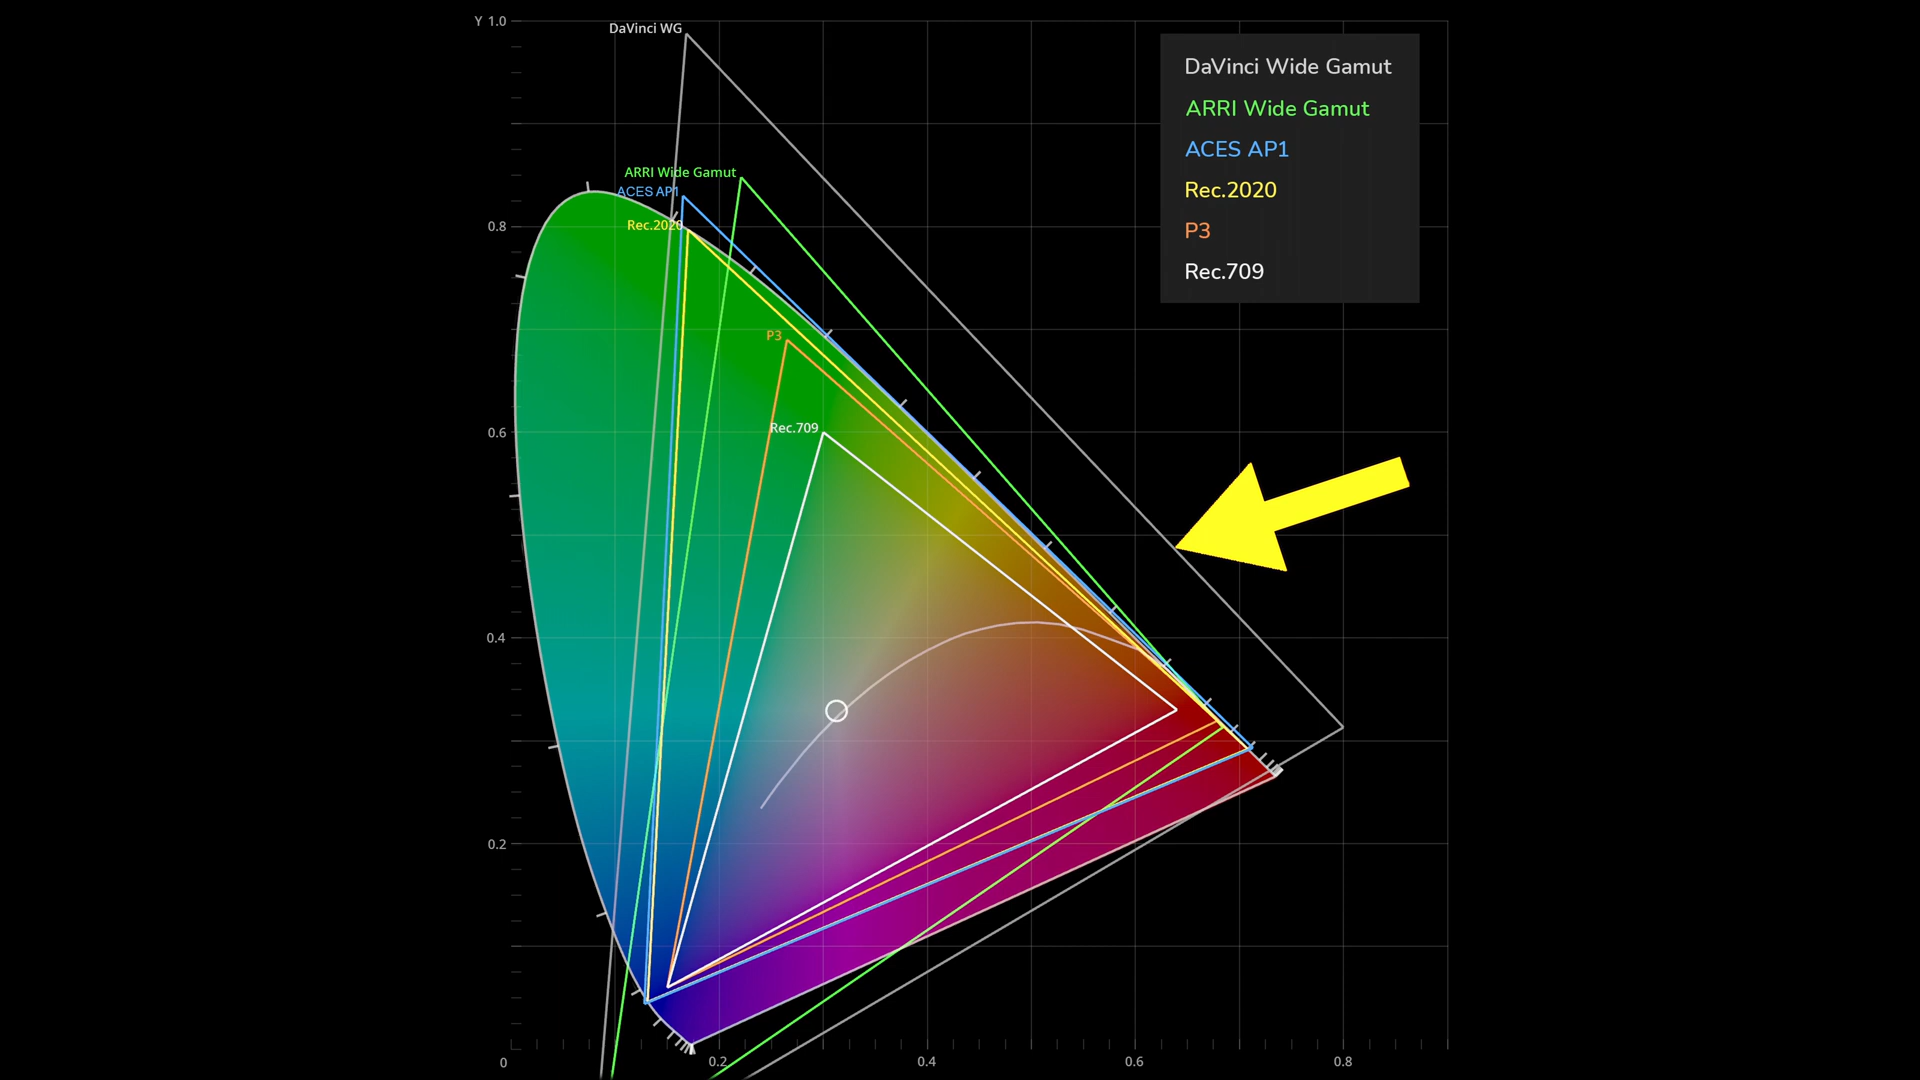 Y 1.0
DaVinci WG
DaVinci Wide Gamut
ARRI Wide Gamut
ACES AP1
Rec.2020
P3
Rec.709
ARRI Wide Gamut
ACES AP1
Rec.2020
0.8
P3
Rec.709
0.6
0.4
0.2
0
0.2
0.4
0.6
0.8